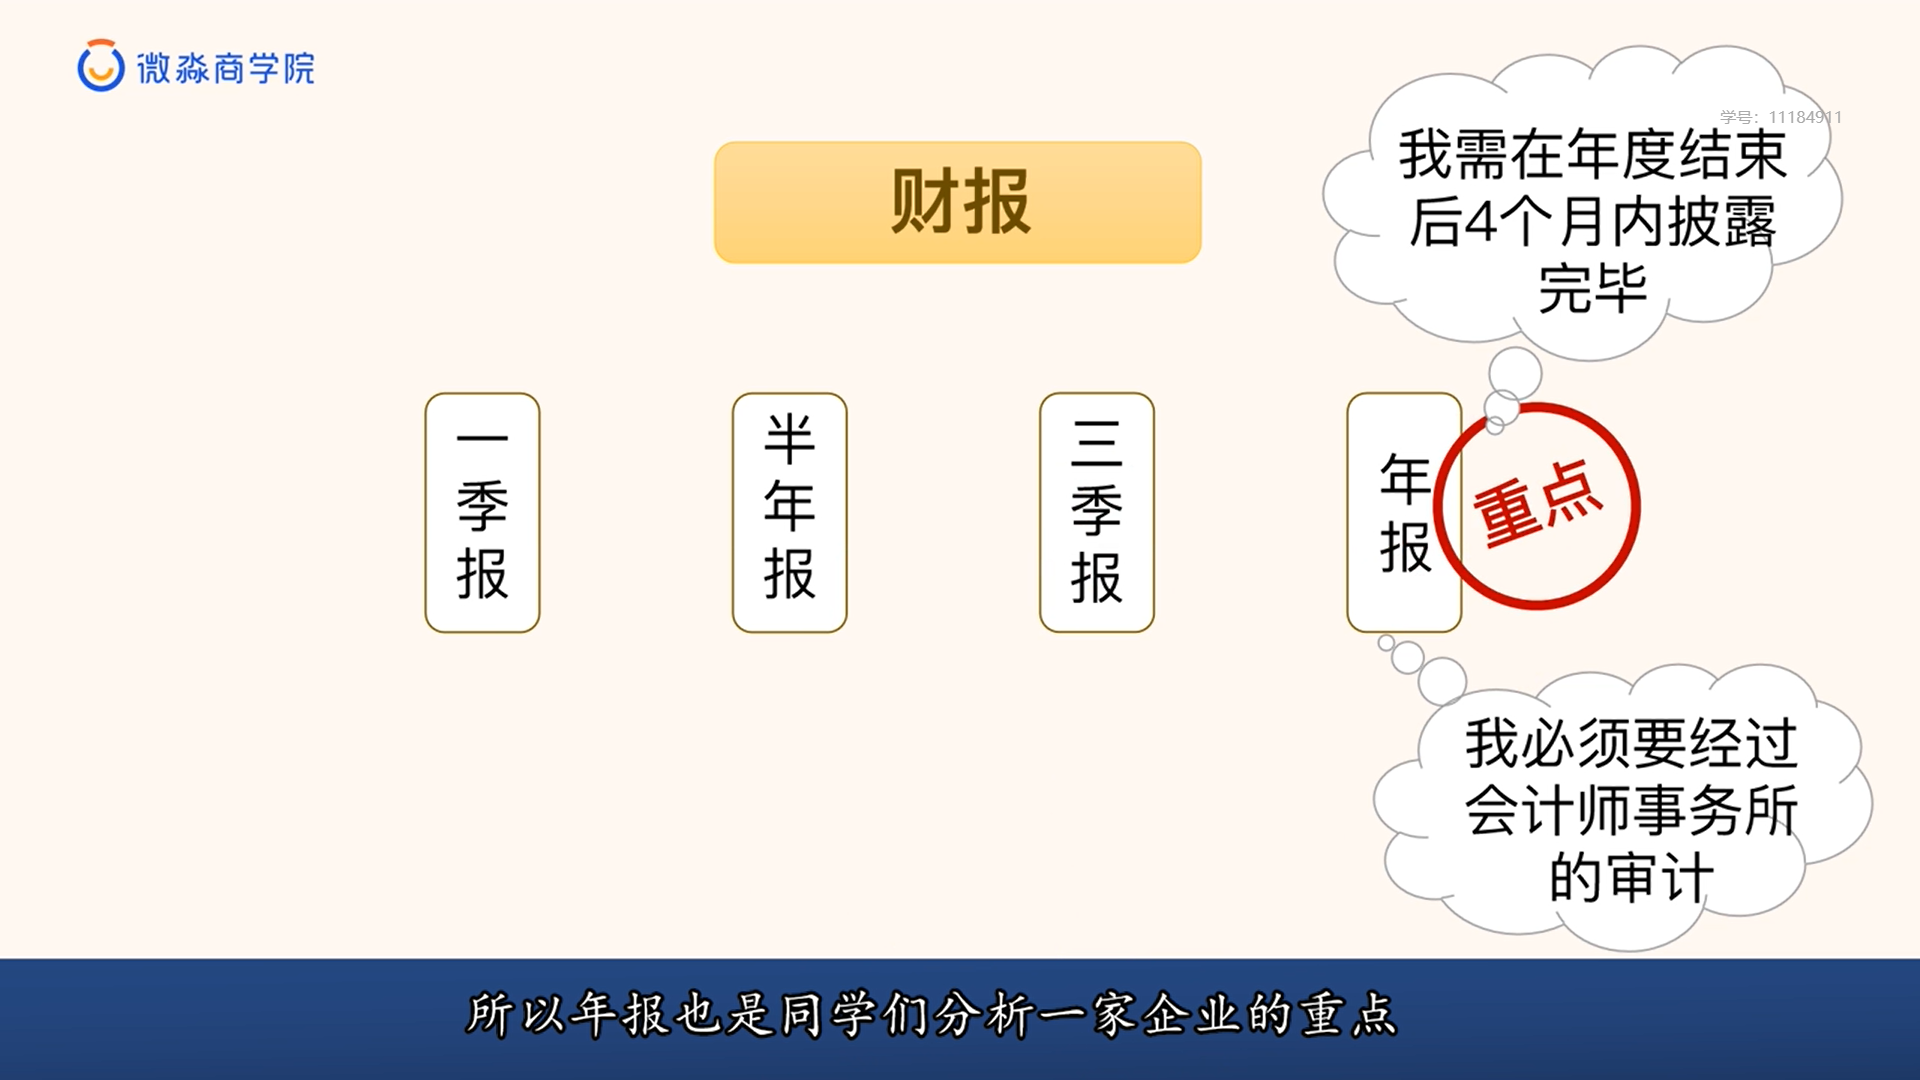 微淼商学院
学号：11184911
我需在年度结束
后4个月内披露
完毕
财报
一季报
半年报
三季报
年报
重点
我必须要经过
会计师事务所
的审计
所以年报也是同学们分析一家企业的重点